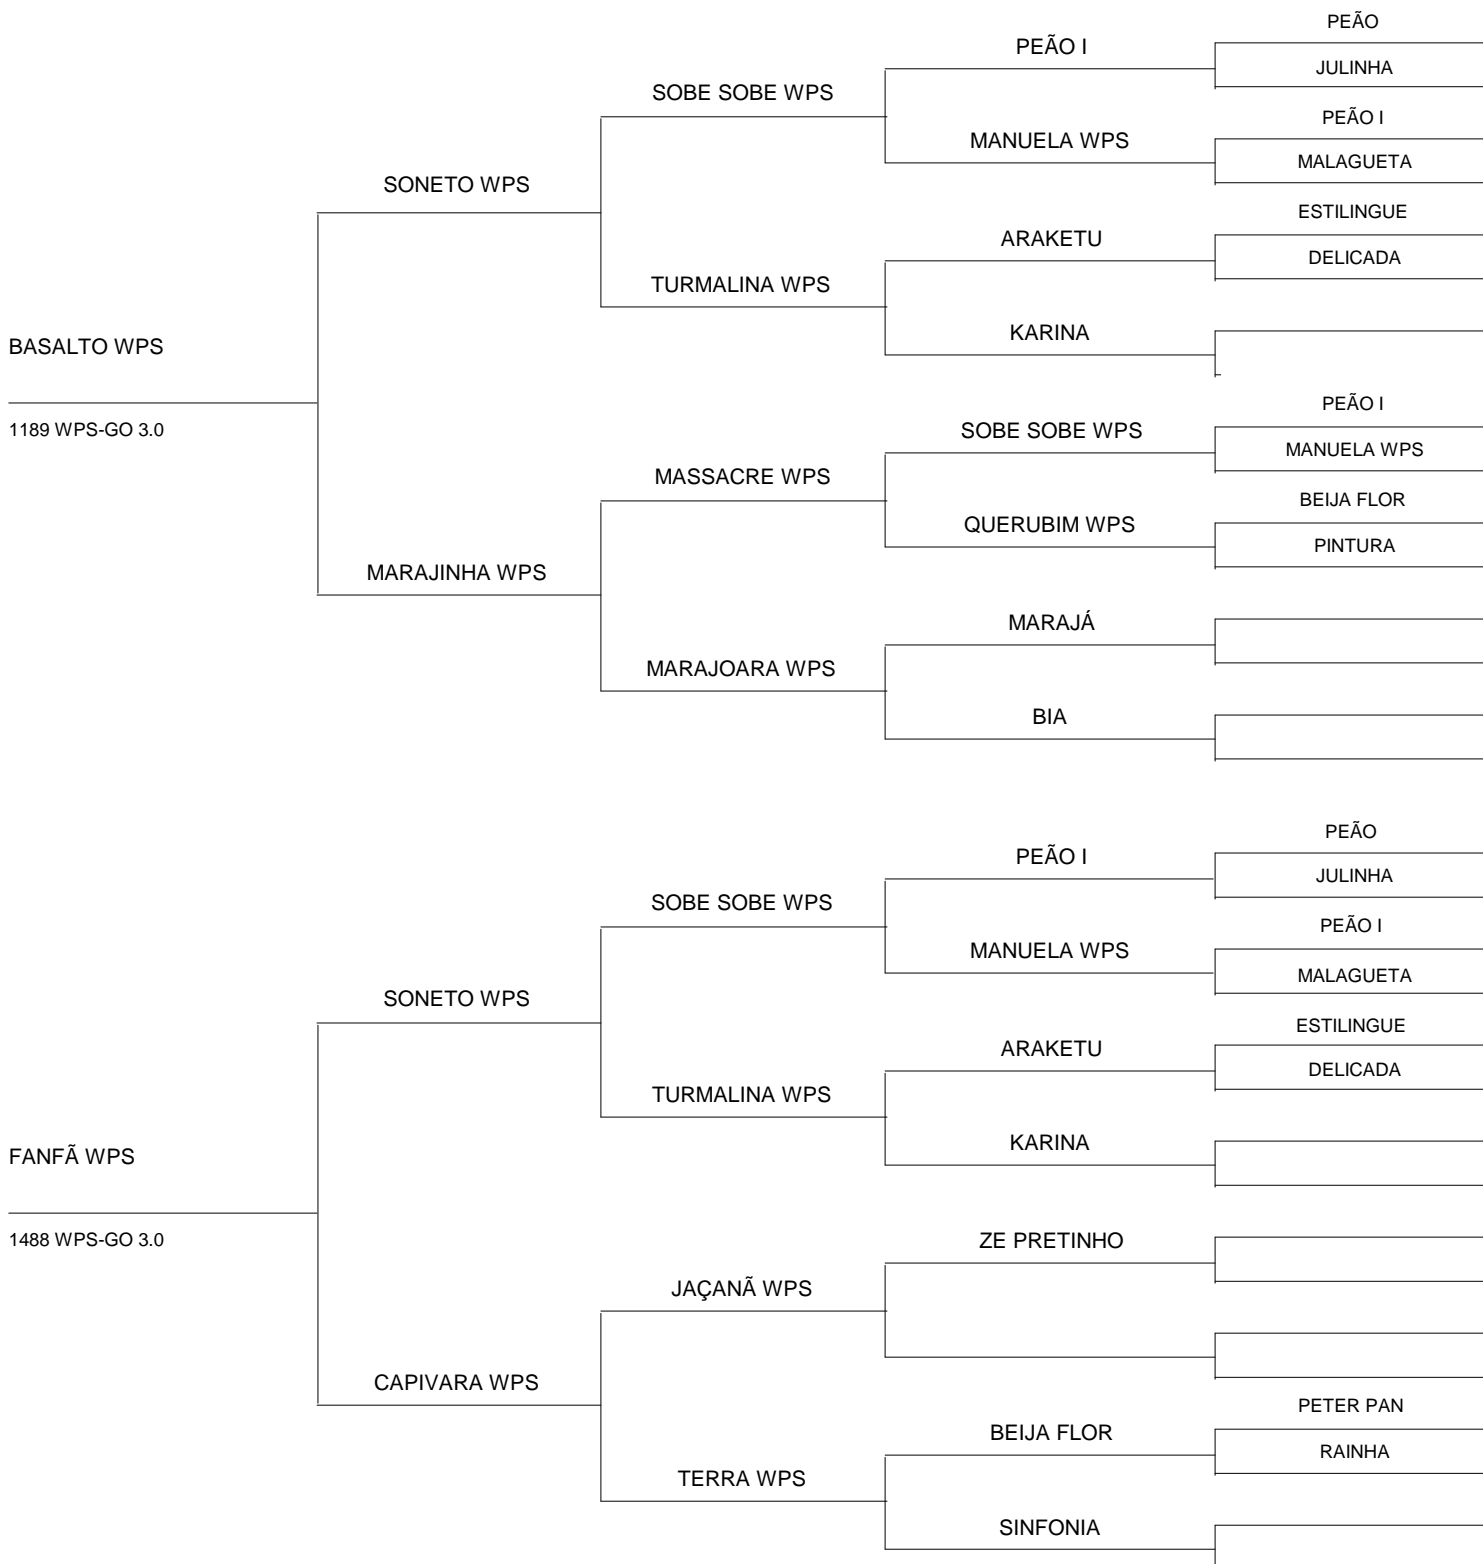 PEÃO
PEÃO I
JULINHA
SOBE SOBE WPS
PEÃO I
MANUELA WPS
MALAGUETA
SONETO WPS
ESTILINGUE
ARAKETU
DELICADA
TURMALINA WPS
KARINA
BASALTO WPS
PEÃO I
1189 WPS-GO 3.0
SOBE SOBE WPS
MANUELA WPS
MASSACRE WPS
BEIJA FLOR
QUERUBIM WPS
PINTURA
MARAJINHA WPS
MARAJÁ
MARAJOARA WPS
BIA
PEÃO
PEÃO I
JULINHA
SOBE SOBE WPS
PEÃO I
MANUELA WPS
MALAGUETA
SONETO WPS
ESTILINGUE
ARAKETU
DELICADA
TURMALINA WPS
KARINA
FANFÃ WPS
1488 WPS-GO 3.0
ZE PRETINHO
JAÇANÃ WPS
CAPIVARA WPS
PETER PAN
BEIJA FLOR
RAINHA
TERRA WPS
SINFONIA